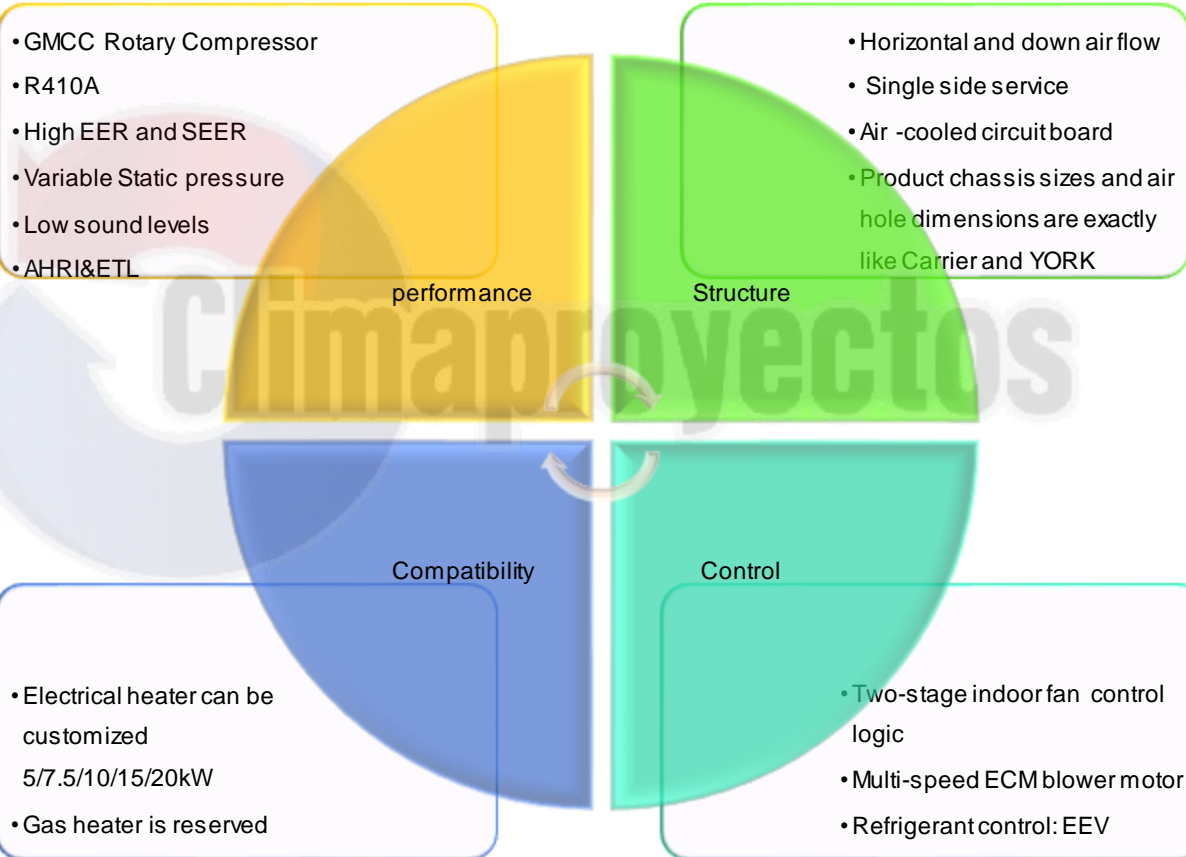 • GMCC Rotary Compressor
• R410A
• High EER and SEER
• Variable Static pressure
• Low sound levels
• AHRI&ETL
performance
• Horizontal and down air flow
• Single side service
• Air -cooled circuit board
• Product chassis sizes and air
hole dimensions are exactly
like Carrier and YORK
Structure
Climaproyectos
Compatibility
• Electrical heater can be
customized
5/7.5/10/15/20kW
• Gas heater is reserved
Control
• Two-stage indoor fan control
logic
• Multi-speed ECM blower motor
• Refrigerant control: EEV